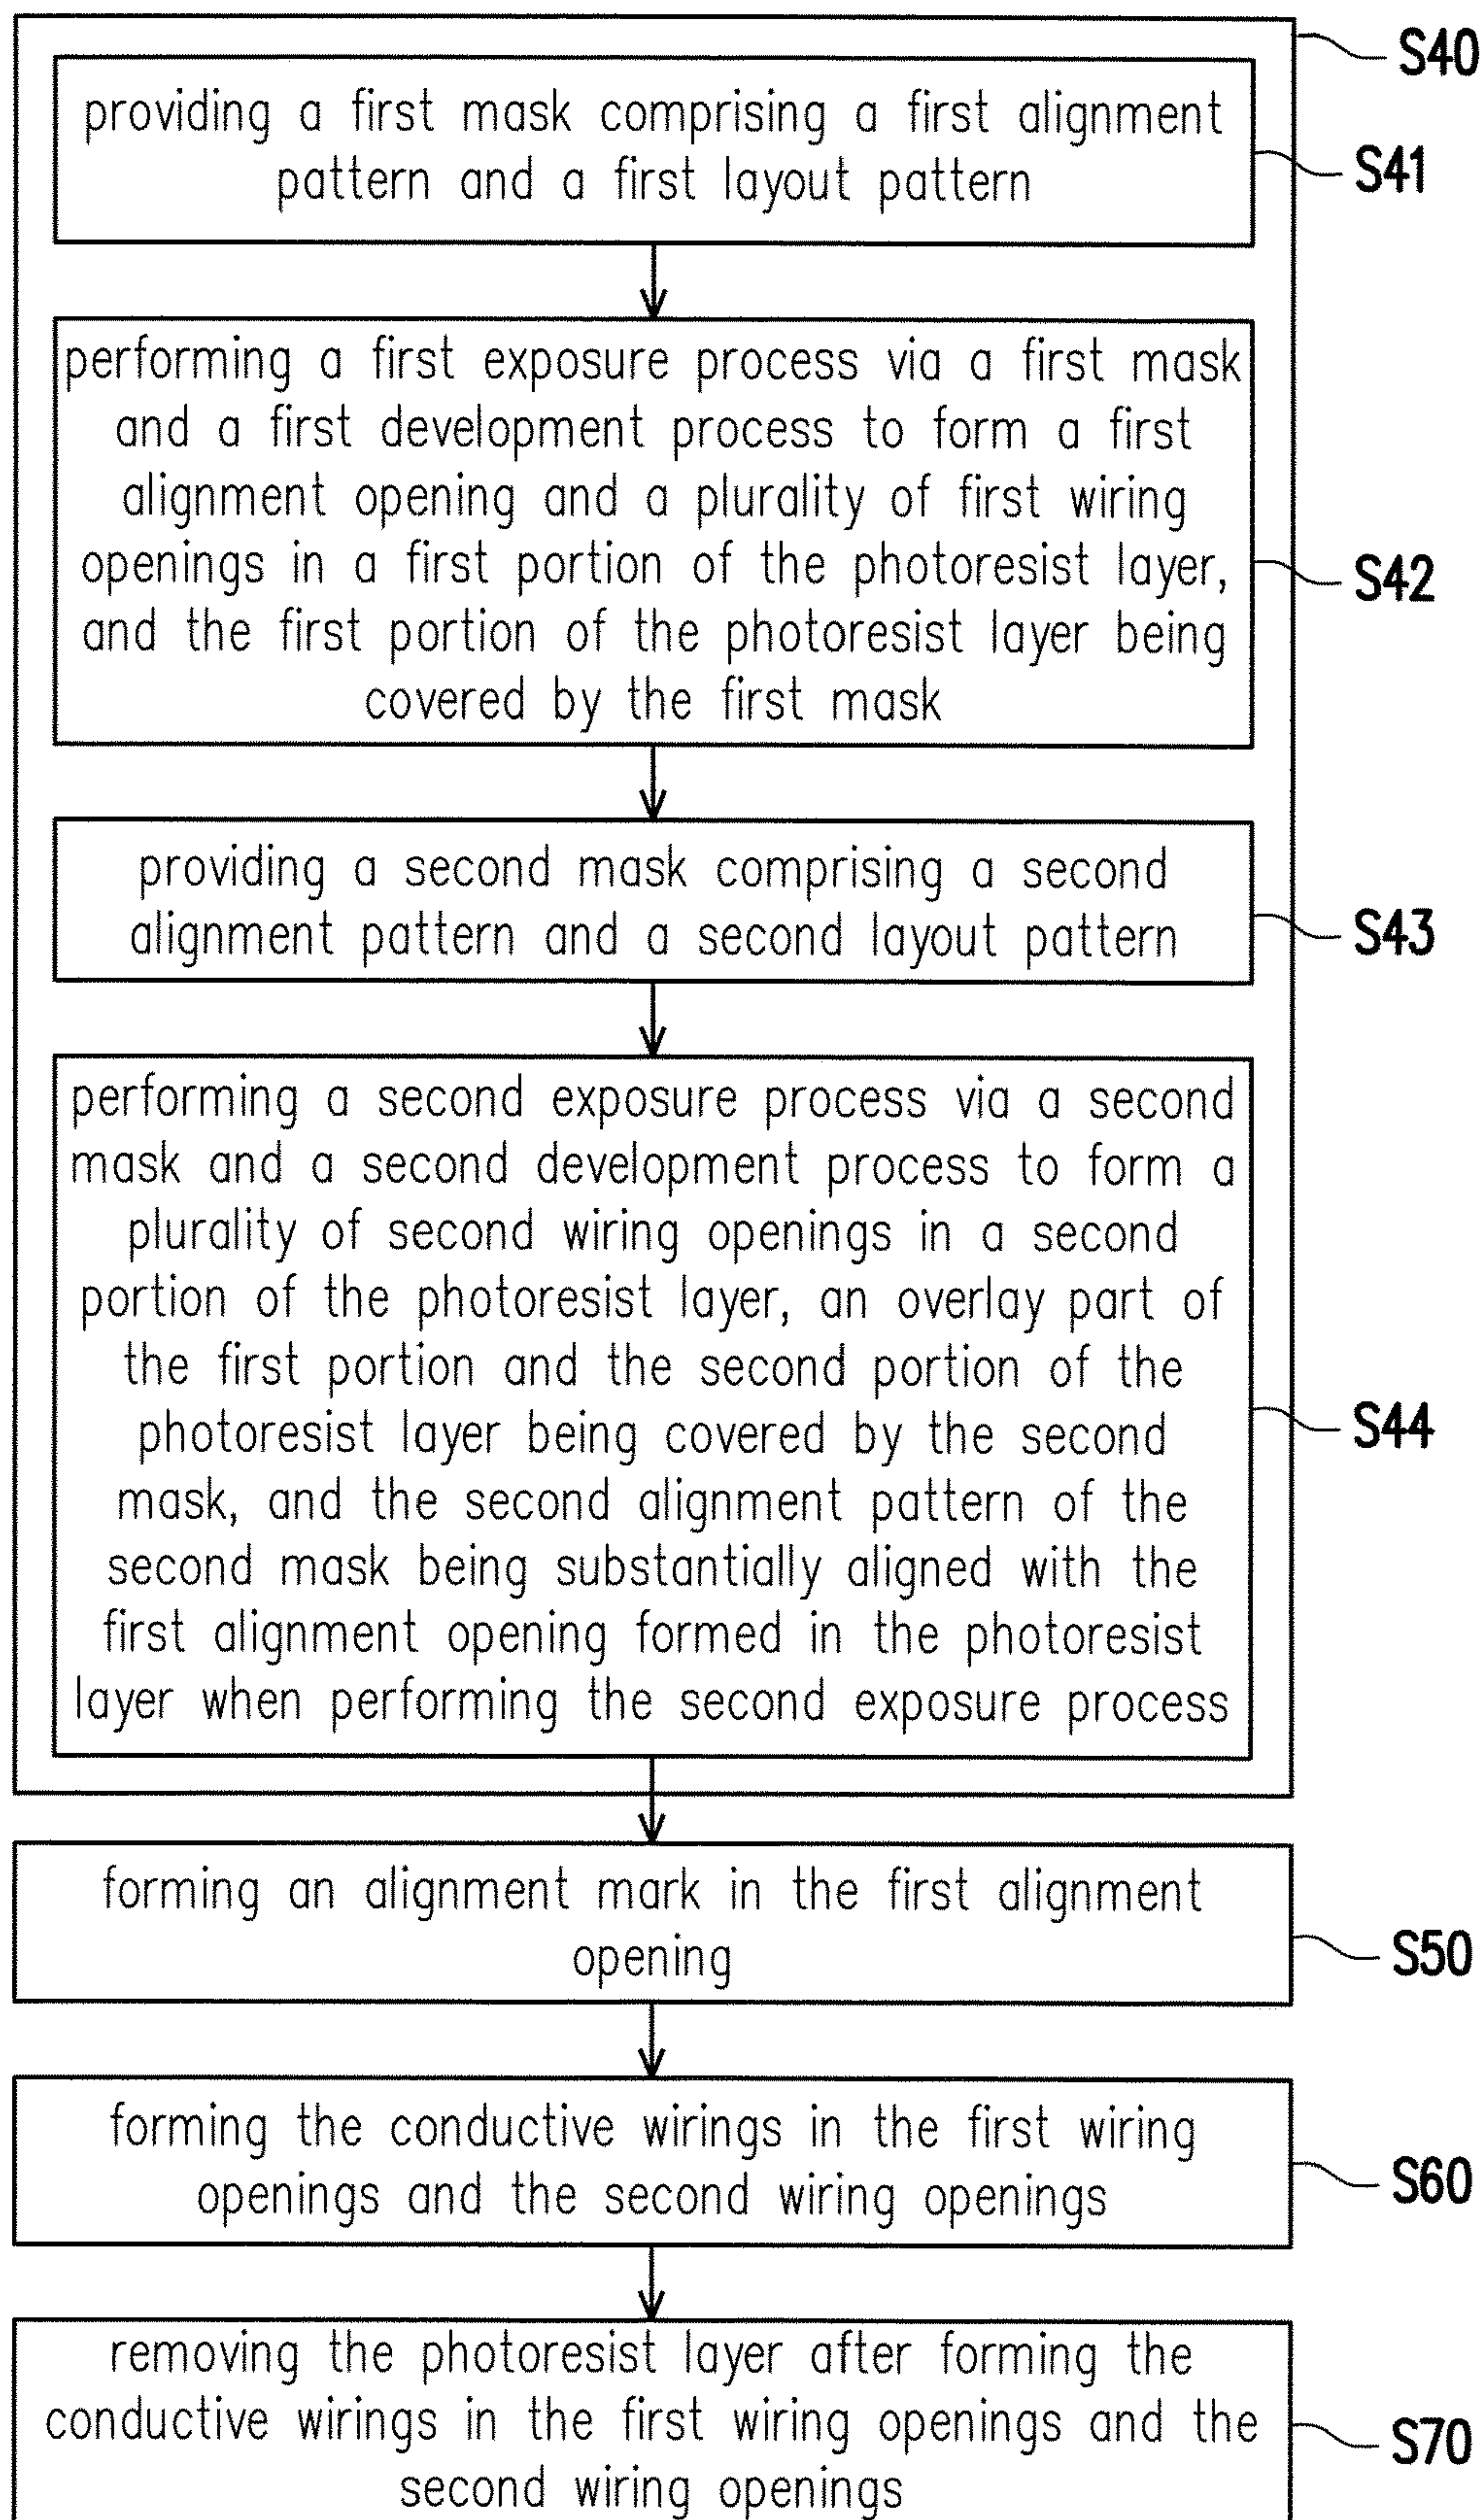 S40
providing a first mask comprising a first alignment
pattern and a first layout pattern
S41
performing a first exposure process via a first mask
and a first development process to form a first
alignment opening and a plurality of first wiring
openings in a first portion of the photoresist layer,
and the first portion of the photoresist layer being
covered by the first mask
S42
providing a second mask comprising a second
alignment pattern and a second layout pattern
S43
performing a second exposure process via a second
mask and a second development process to form a
plurality of second wiring openings in a second
portion of the photoresist layer, an overlay part of
the first portion and the second portion of the
photoresist layer being covered by the second
mask, and the second alignment pattern of the
second mask being substantially aligned with the
first alignment opening formed in the photoresist
layer when performing the second exposure process
S44
forming an alignment mark in the first alignment
opening
S50
forming the conductive wirings in the first wiring
openings and the second wiring openings
S60
removing the photoresist layer after forming the
conductive wirings in the first wiring openings and the
second wiring openings
S70